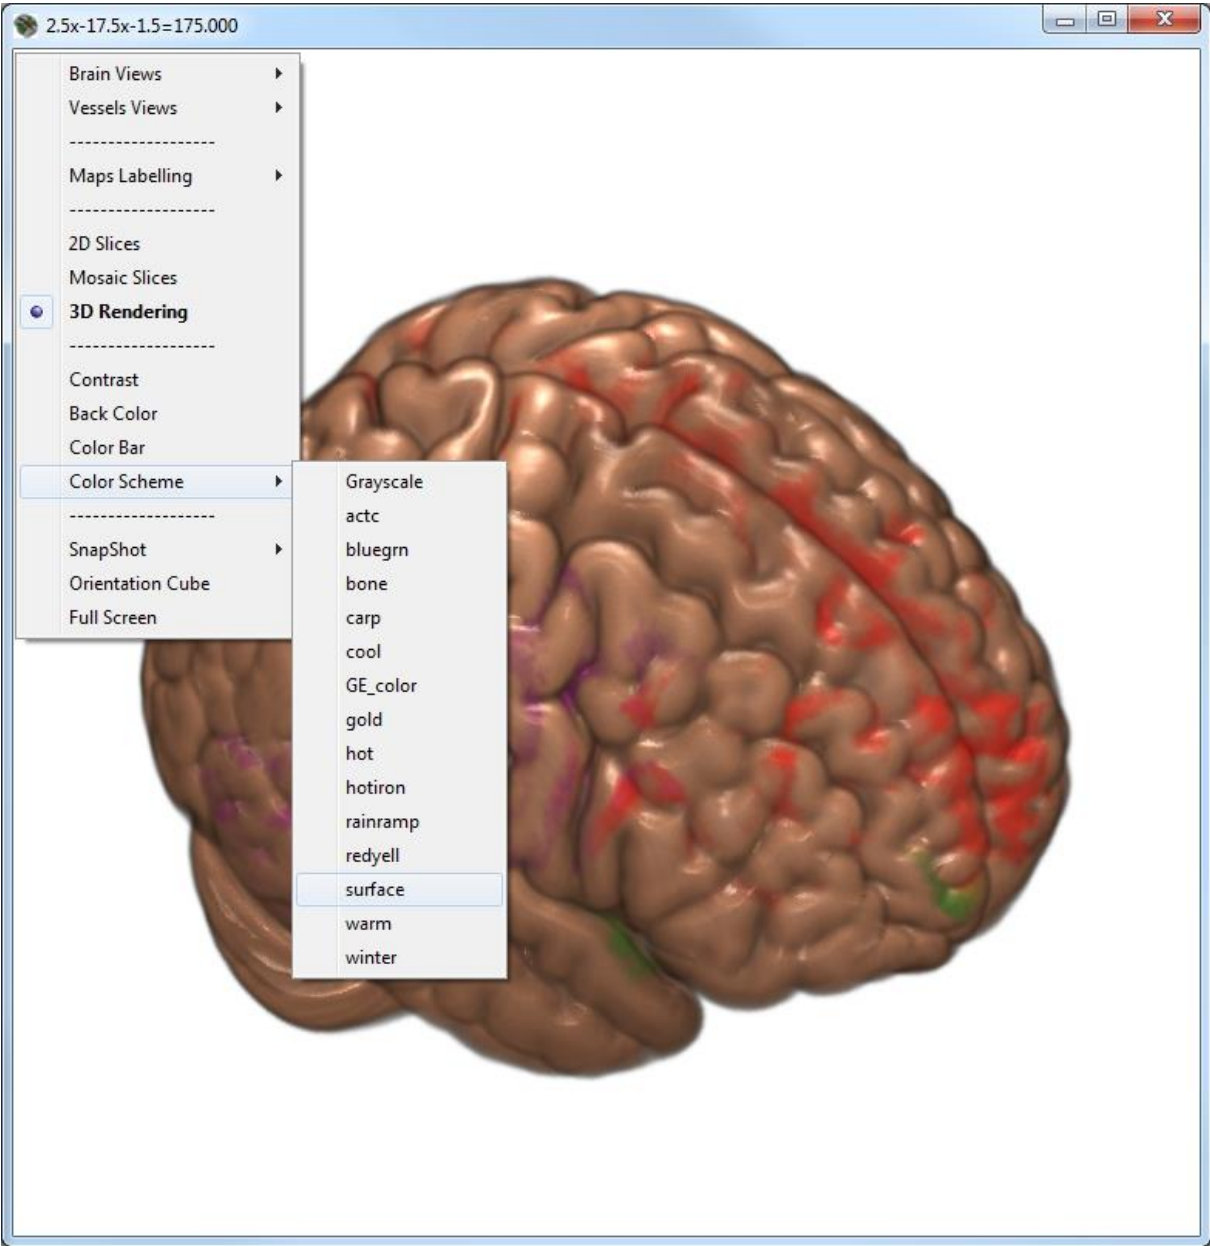 2.5x-17.5x-1.5=175.000
Brain Views
Vessels Views
-------------------
Maps Labelling
-------------------
2D Slices
Mosaic Slices
3D Rendering
-------------------
Contrast
Back Color
Color Bar
Color Scheme
-------------------
SnapShot
Orientation Cube
Full Screen
Grayscale
actc
bluegrn
bone
carp
cool
GE_color
gold
hot
hotiron
rainramp
redyell
surface
warm
winter